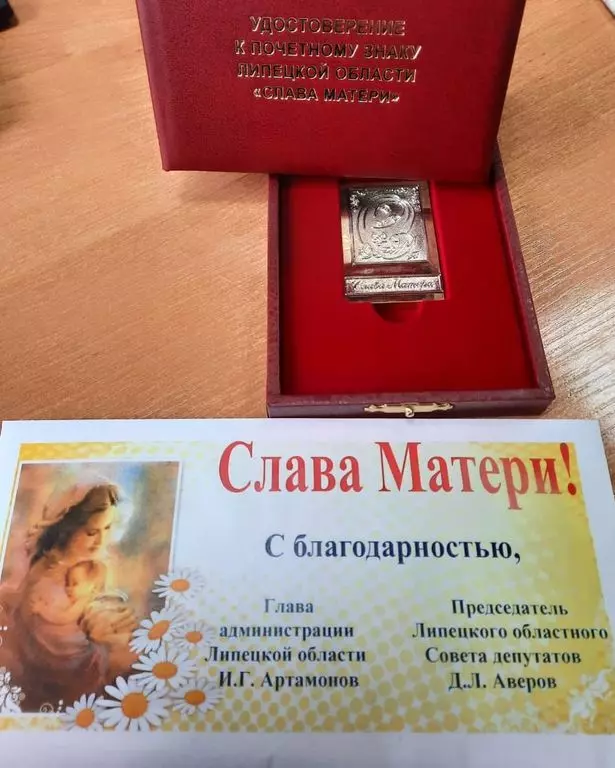 УДОСТОВЕРЕНИЕ
К ПОЧЕТНОМУ ЗНАКУ
ЛИПЕЦКОЙ ОБЛАСТИ
«СЛАВА МАТЕРИ»
Слава Матери
Слава Матери!
С благодарностью,
Глава
администрации
Липецкой области
И.Г. Артамонов
Председатель
Липецкого областного
Совета депутатов
Д.Л. Аверов